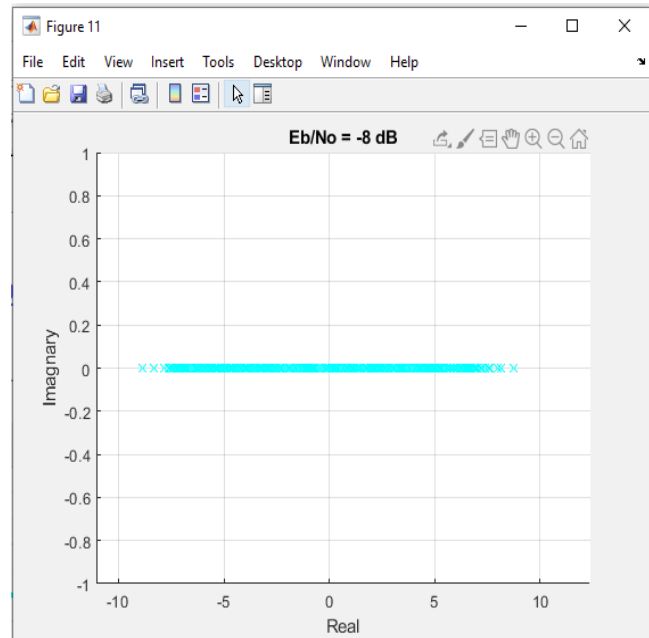 Figure 11
File Edit View Insert Tools Desktop Window Help
Eb/No = -8 dB
1
0.8
0.6
0.4
0.2
0
-0.2
-0.4
-0.6
-0.8
-1
Imagnary
-10 -5 0 5 10
Real